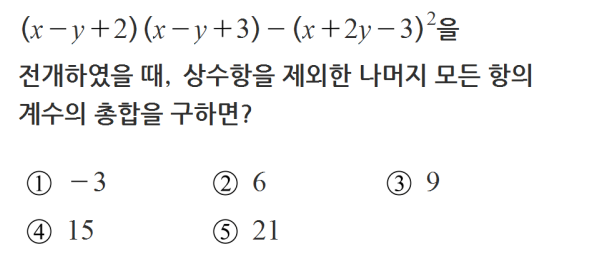 (x－y＋2)(x－y＋3)－(x＋2y－3)²을
전개하였을 때, 상수항을 제외한 나머지 모든 항의
계수의 총합을 구하면?
① －3 ② 6 ③ 9
④ 15 ⑤ 21